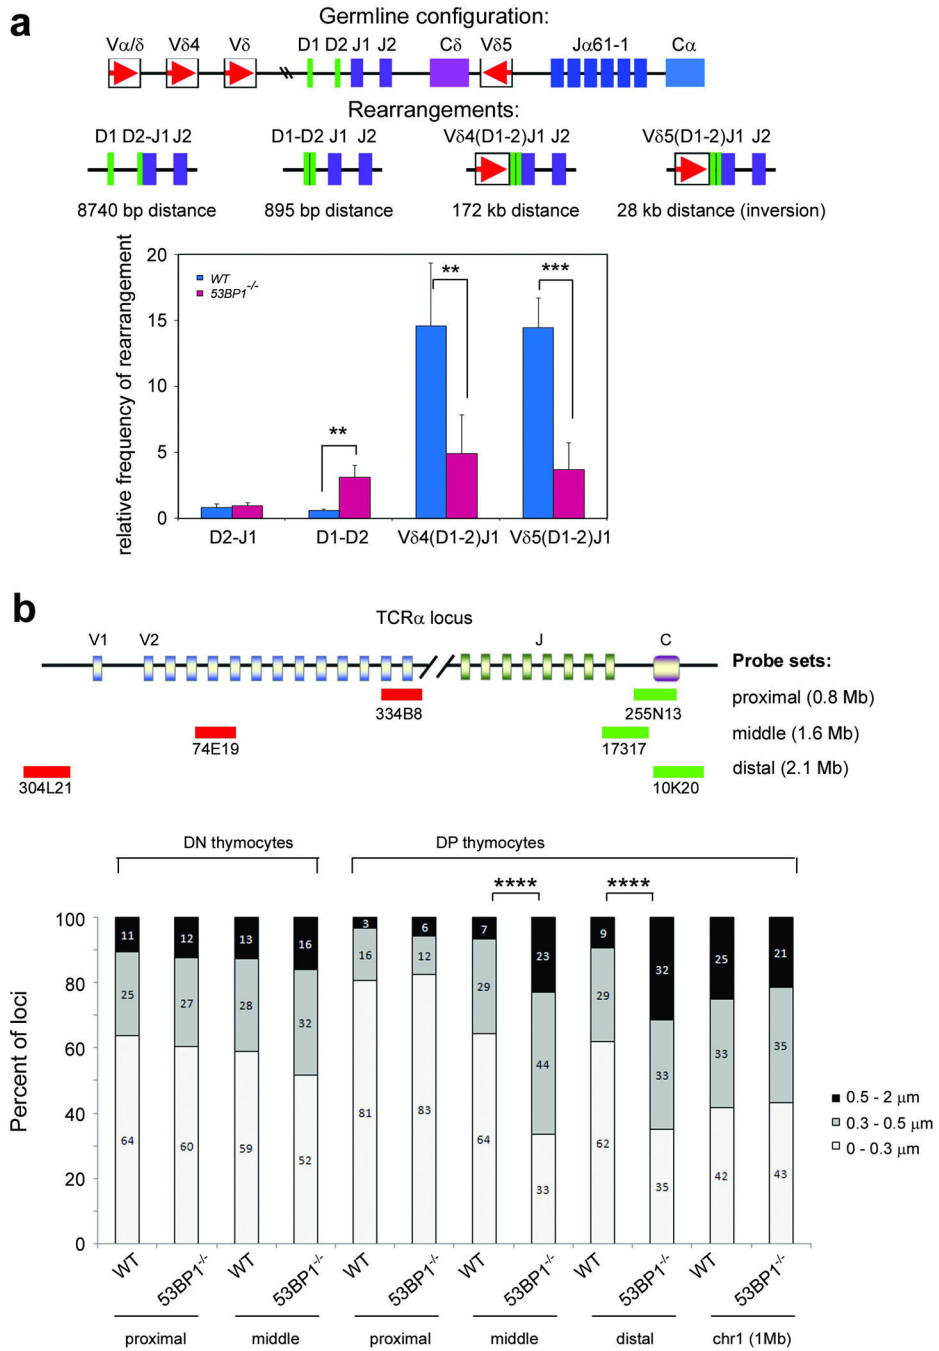 a
Germline configuration:
Vα/δ Vδ4 Vδ D1 D2 J1 J2 Cδ Vδ5 Jα61-1 Cα
Rearrangements:
D1 D2-J1 J2 D1-D2 J1 J2 Vδ4(D1-2)J1 J2 Vδ5(D1-2)J1 J2
8740 bp distance 895 bp distance 172 kb distance 28 kb distance (inversion)
relative frequency of rearrangement
20
15
10
5
0
WT
53BP1-/-
** ** ***
D2-J1 D1-D2 Vδ4(D1-2)J1 Vδ5(D1-2)J1
b
TCRα locus
V1 V2 J C
Probe sets:
334B8 255N13 proximal (0.8 Mb)
74E19 17317 middle (1.6 Mb)
304L21 10K20 distal (2.1 Mb)
DN thymocytes DP thymocytes
**** ****
Percent of loci
100
80
60
40
20
0
11 12 13 16 3 6 7 23 9 32 25 21
25 27 28 32 16 12 29 44 29 33 33 35
64 60 59 52 81 83 64 33 62 35 42 43
0.5 - 2 μm
0.3 - 0.5 μm
0 - 0.3 μm
WT 53BP1-/- WT 53BP1-/- WT 53BP1-/- WT 53BP1-/- WT 53BP1-/- WT 53BP1-/-
proximal middle proximal middle distal chr1 (1Mb)